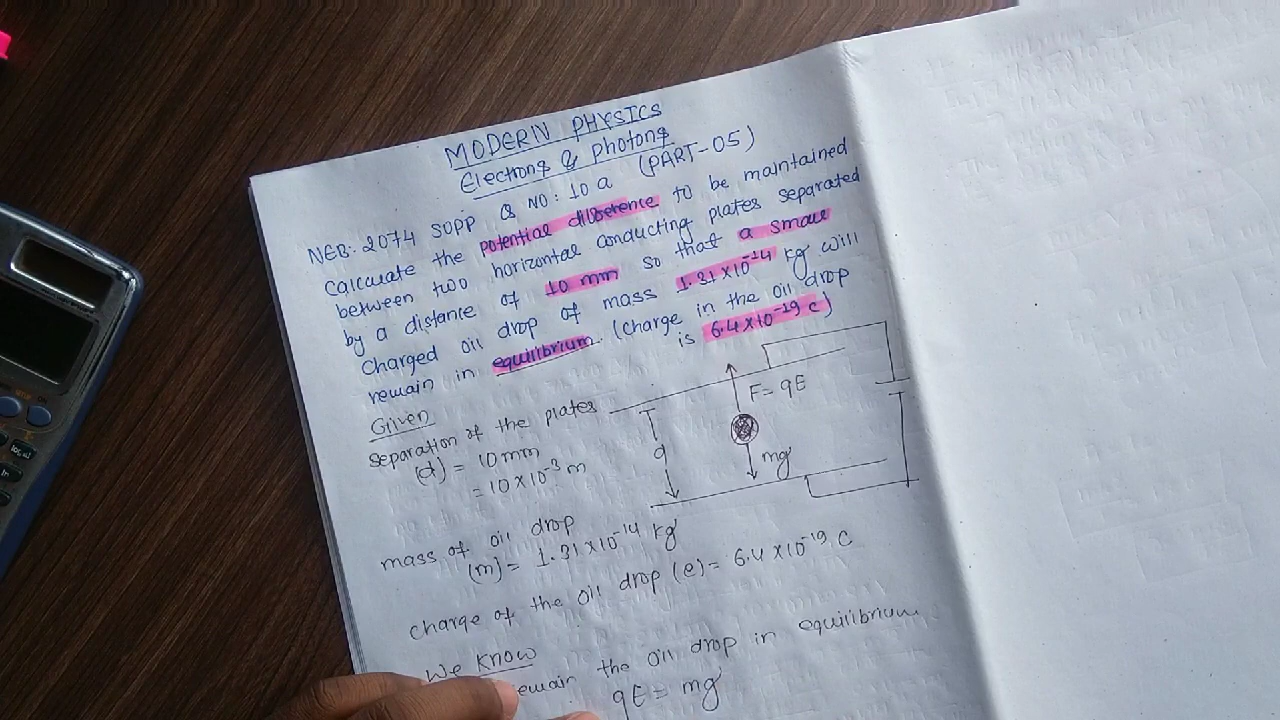 MODERN PHYSICS
Electrons & Photons
(PART-05)
NEB: 2074 SUPP Q NO: 10 a
Calculate the potential difference to be maintained
between two horizontal conducting plates separated
by a distance of 10 mm so that a small
charged oil drop of mass 1.31×10⁻¹⁴ kg will
remain in equilibrium. (charge in the oil drop
is 6.4×10⁻¹⁹ C)
Given
separation of the plates
(d) = 10 mm
= 10×10⁻³ m
F = qE
d
mg
mass of oil drop
(m) = 1.31×10⁻¹⁴ kg
charge of the oil drop (e) = 6.4×10⁻¹⁹ C
We Know
the oil drop in equilibrium
qE = mg